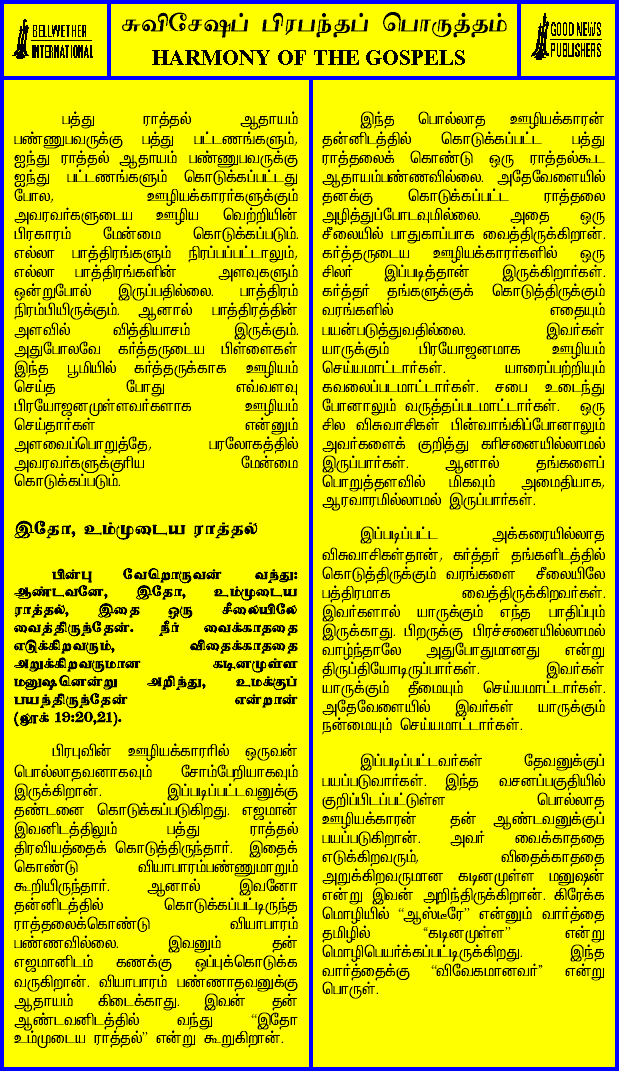 BELLWETHER
INTERNATIONAL
சுவிசேஷப் பிரபந்தப் பொருத்தம்
HARMONY OF THE GOSPELS
GOOD NEWS
PUBLISHERS
பத்து ராத்தல் ஆதாயம்
பண்ணுபவருக்கு பத்து பட்டணங்களும்,
ஐந்து ராத்தல் ஆதாயம் பண்ணுபவருக்கு
ஐந்து பட்டணங்களும் கொடுக்கப்பட்டது
போல, ஊழியக்காரர்களுக்கும்
அவரவர்களுடைய ஊழிய வெற்றியின்
பிரகாரம் மேன்மை கொடுக்கப்படும்.
எல்லா பாத்திரங்களும் நிரப்பப்பட்டாலும்,
எல்லா பாத்திரங்களின் அளவுகளும்
ஒன்றுபோல் இருப்பதில்லை. பாத்திரம்
நிரம்பியிருக்கும். ஆனால் பாத்திரத்தின்
அளவில் வித்தியாசம் இருக்கும்.
அதுபோலவே கர்த்தருடைய பிள்ளைகள்
இந்த பூமியில் கர்த்தருக்காக ஊழியம்
செய்த போது எவ்வளவு
பிரயோஜனமுள்ளவர்களாக ஊழியம்
செய்தார்கள் என்னும்
அளவைப்பொறுத்தே, பரலோகத்தில்
அவரவர்களுக்குரிய மேன்மை
கொடுக்கப்படும்.
இதோ, உம்முடைய ராத்தல்
பின்பு வேறொருவன் வந்து:
ஆண்டவனே, இதோ, உம்முடைய
ராத்தல், இதை ஒரு சீலையிலே
வைத்திருந்தேன். நீர் வைக்காததை
எடுக்கிறவரும், விதைக்காததை
அறுக்கிறவருமான கடினமுள்ள
மனுஷனென்று அறிந்து, உமக்குப்
பயந்திருந்தேன் என்றான்
(லூக் 19:20,21).
பிரபுவின் ஊழியக்காரரில் ஒருவன்
பொல்லாதவனாகவும் சோம்பேறியாகவும்
இருக்கிறான். இப்படிப்பட்டவனுக்கு
தண்டனை கொடுக்கப்படுகிறது. எஜமான்
இவனிடத்திலும் பத்து ராத்தல்
திரவியத்தைக் கொடுத்திருந்தார். இதைக்
கொண்டு வியாபாரம்பண்ணுமாறும்
கூறியிருந்தார். ஆனால் இவனோ
தன்னிடத்தில் கொடுக்கப்பட்டிருந்த
ராத்தலைக்கொண்டு வியாபாரம்
பண்ணவில்லை. இவனும் தன்
எஜமானிடம் கணக்கு ஒப்புக்கொடுக்க
வருகிறான். வியாபாரம் பண்ணாதவனுக்கு
ஆதாயம் கிடைக்காது. இவன் தன்
ஆண்டவனிடத்தில் வந்து “இதோ
உம்முடைய ராத்தல்” என்று கூறுகிறான்.
இந்த பொல்லாத ஊழியக்காரன்
தன்னிடத்தில் கொடுக்கப்பட்ட பத்து
ராத்தலைக் கொண்டு ஒரு ராத்தல்கூட
ஆதாயம்பண்ணவில்லை. அதேவேளையில்
தனக்கு கொடுக்கப்பட்ட ராத்தலை
அழித்துப்போடவுமில்லை. அதை ஒரு
சீலையில் பாதுகாப்பாக வைத்திருக்கிறான்.
கர்த்தருடைய ஊழியக்காரர்களில் ஒரு
சிலர் இப்படித்தான் இருக்கிறார்கள்.
கர்த்தர் தங்களுக்குக் கொடுத்திருக்கும்
வரங்களில் எதையும்
பயன்படுத்துவதில்லை. இவர்கள்
யாருக்கும் பிரயோஜனமாக ஊழியம்
செய்யமாட்டார்கள். யாரைப்பற்றியும்
கவலைப்படமாட்டார்கள். சபை உடைந்து
போனாலும் வருத்தப்படமாட்டார்கள். ஒரு
சில விசுவாசிகள் பின்வாங்கிப்போனாலும்
அவர்களைக் குறித்து கரிசனையில்லாமல்
இருப்பார்கள். ஆனால் தங்களைப்
பொறுத்தளவில் மிகவும் அமைதியாக,
ஆரவாரமில்லாமல் இருப்பார்கள்.
இப்படிப்பட்ட அக்கரையில்லாத
விசுவாசிகள்தான், கர்த்தர் தங்களிடத்தில்
கொடுத்திருக்கும் வரங்களை சீலையிலே
பத்திரமாக வைத்திருக்கிறவர்கள்.
இவர்களால் யாருக்கும் எந்த பாதிப்பும்
இருக்காது. பிறருக்கு பிரச்சனையில்லாமல்
வாழ்ந்தாலே அதுபோதுமானது என்று
திருப்தியோடிருப்பார்கள். இவர்கள்
யாருக்கும் தீமையும் செய்யமாட்டார்கள்.
அதேவேளையில் இவர்கள் யாருக்கும்
நன்மையும் செய்யமாட்டார்கள்.
இப்படிப்பட்டவர்கள் தேவனுக்குப்
பயப்படுவார்கள். இந்த வசனப்பகுதியில்
குறிப்பிடப்பட்டுள்ள பொல்லாத
ஊழியக்காரன் தன் ஆண்டவனுக்குப்
பயப்படுகிறான். அவர் வைக்காததை
எடுக்கிறவரும், விதைக்காததை
அறுக்கிறவருமான கடினமுள்ள மனுஷன்
என்று இவன் அறிந்திருக்கிறான். கிரேக்க
மொழியில் “ஆஸ்டீரே” என்னும் வார்த்தை
தமிழில் “கடினமுள்ள” என்று
மொழிபெயர்க்கப்பட்டிருக்கிறது. இந்த
வார்த்தைக்கு “விவேகமானவர்” என்று
பொருள்.